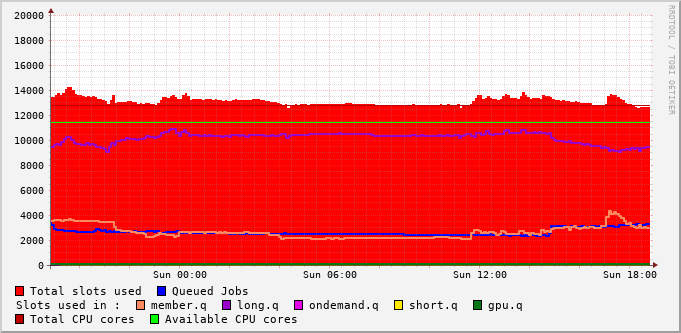 RRDTOOL / TOBI OETIKER
20000
18000
16000
14000
12000
10000
8000
6000
4000
2000
0
Sun 00:00 Sun 06:00 Sun 12:00 Sun 18:00
Total slots used Queued Jobs
Slots used in : member.q long.q ondemand.q short.q gpu.q
Total CPU cores Available CPU cores